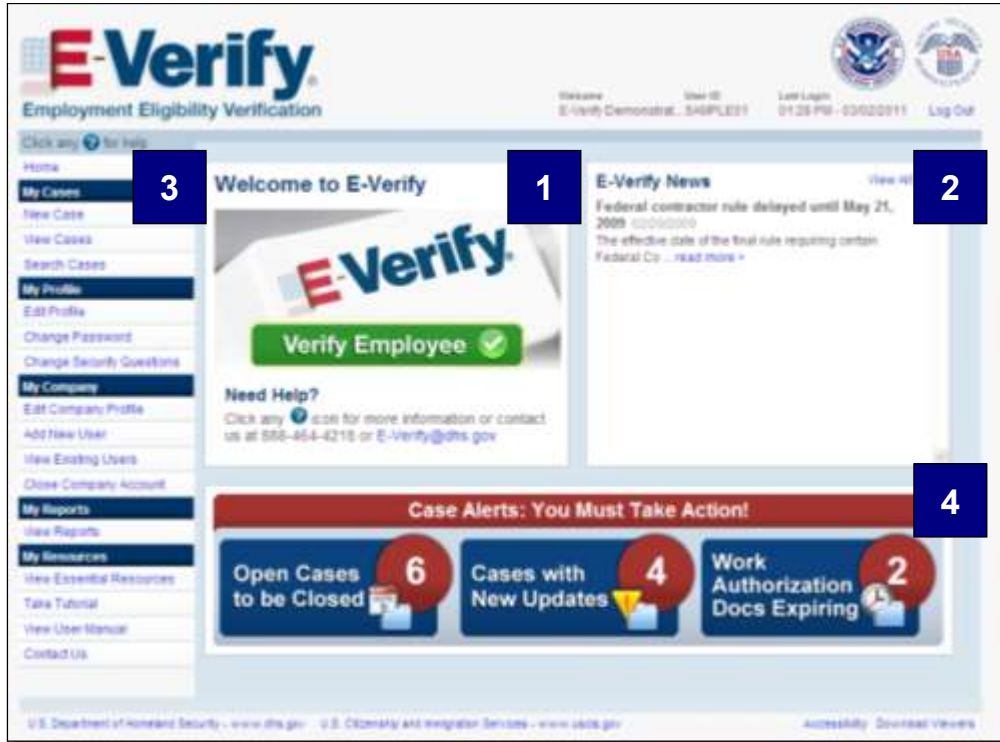 E-Verify
Employment Eligibility Verification
Welcome User ID Last Login
E-Verify Demonstrat... SAMPLE01 01:28 PM - 03/02/2011 Log Out
Click any ? for help
Home
My Cases
New Case
View Cases
Search Cases
My Profile
Edit Profile
Change Password
Change Security Questions
My Company
Edit Company Profile
Add New User
View Existing Users
Close Company Account
My Reports
View Reports
My Resources
View Essential Resources
Take Tutorial
View User Manual
Contact Us
3
Welcome to E-Verify
1
E-Verify
Verify Employee
Need Help?
Click any ? icon for more information or contact
us at 888-464-4218 or E-Verify@dhs.gov
E-Verify News
View All
2
Federal contractor rule delayed until May 21,
2009
The effective date of the final rule requiring certain
Federal Co ... read more »
4
Case Alerts: You Must Take Action!
Open Cases
to be Closed
6
Cases with
New Updates
4
Work
Authorization
Docs Expiring
2
U.S. Department of Homeland Security - www.dhs.gov U.S. Citizenship and Immigration Services - www.uscis.gov Accessibility Download Viewers